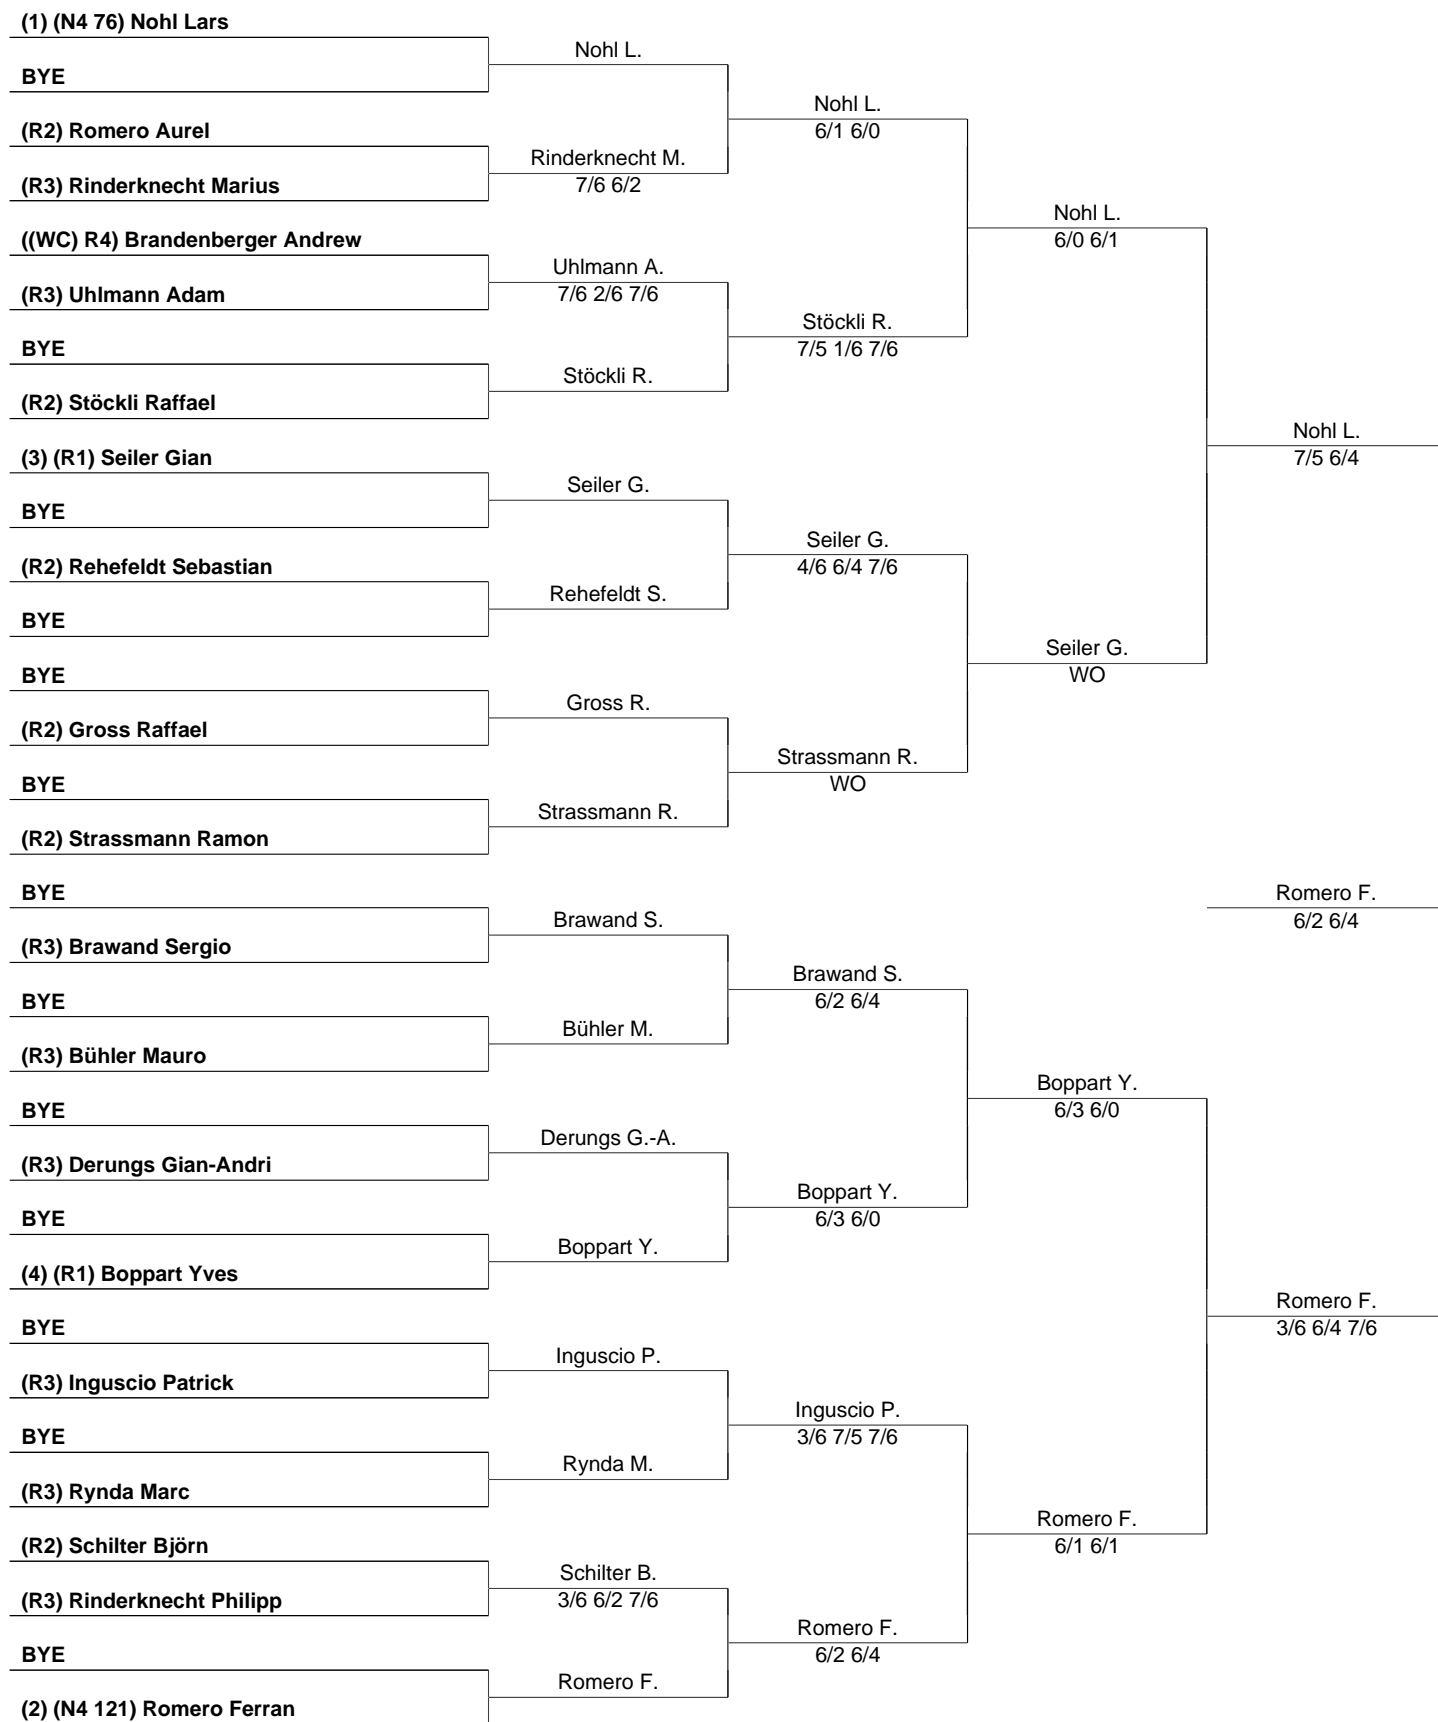 (1) (N4 76) Nohl Lars
BYE
(R2) Romero Aurel
(R3) Rinderknecht Marius
((WC) R4) Brandenberger Andrew
(R3) Uhlmann Adam
BYE
(R2) Stöckli Raffael
(3) (R1) Seiler Gian
BYE
(R2) Rehefeldt Sebastian
BYE
BYE
(R2) Gross Raffael
BYE
(R2) Strassmann Ramon
BYE
(R3) Brawand Sergio
BYE
(R3) Bühler Mauro
BYE
(R3) Derungs Gian-Andri
BYE
(4) (R1) Boppart Yves
BYE
(R3) Inguscio Patrick
BYE
(R3) Rynda Marc
(R2) Schilter Björn
(R3) Rinderknecht Philipp
BYE
(2) (N4 121) Romero Ferran
Nohl L.
Rinderknecht M.
7/6 6/2
Uhlmann A.
7/6 2/6 7/6
Stöckli R.
Seiler G.
Rehefeldt S.
Gross R.
Strassmann R.
Brawand S.
Bühler M.
Derungs G.-A.
Boppart Y.
Inguscio P.
Rynda M.
Schilter B.
3/6 6/2 7/6
Romero F.
Nohl L.
6/1 6/0
Stöckli R.
7/5 1/6 7/6
Seiler G.
4/6 6/4 7/6
Strassmann R.
WO
Brawand S.
6/2 6/4
Boppart Y.
6/3 6/0
Inguscio P.
3/6 7/5 7/6
Romero F.
6/2 6/4
Nohl L.
6/0 6/1
Seiler G.
WO
Boppart Y.
6/3 6/0
Romero F.
6/1 6/1
Nohl L.
7/5 6/4
Romero F.
6/2 6/4
Romero F.
3/6 6/4 7/6